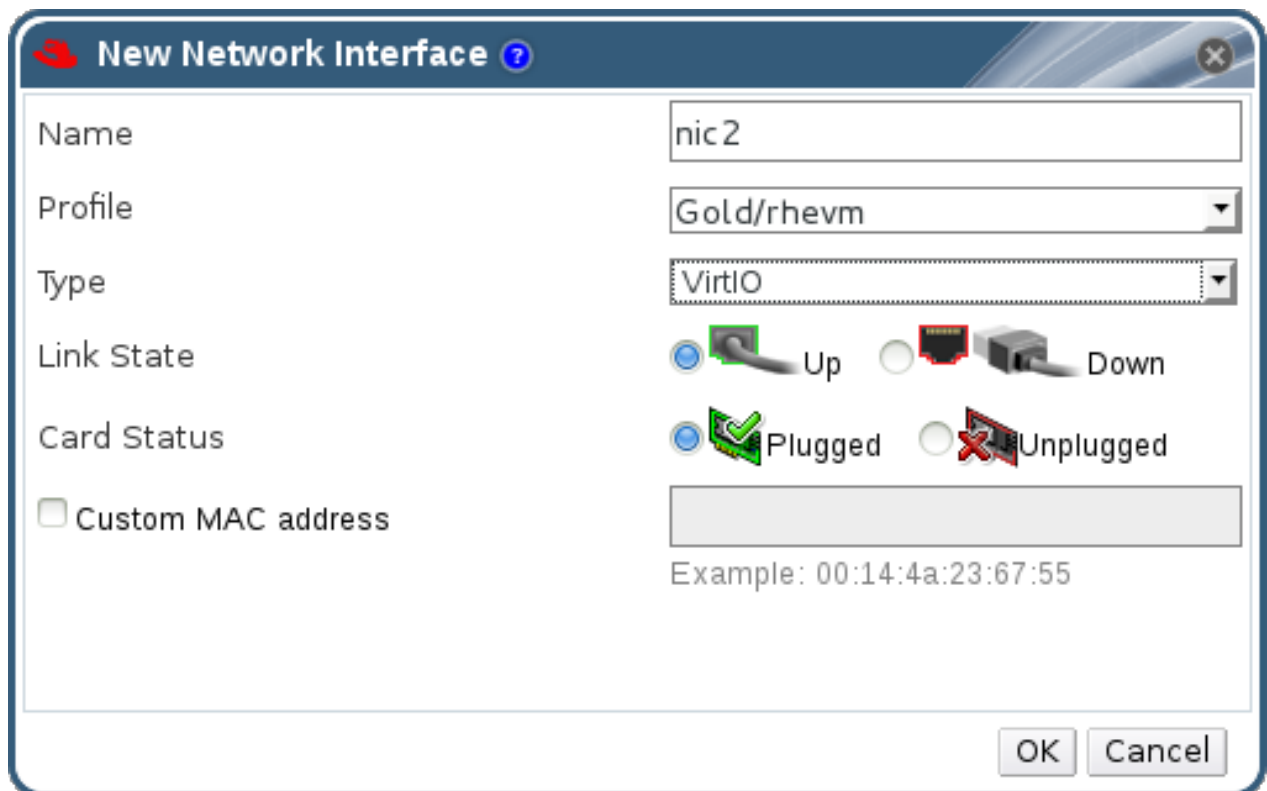 New Network Interface ?
Name nic2
Profile Gold/rhevm
Type VirtIO
Link State Up Down
Card Status Plugged Unplugged
Custom MAC address
Example: 00:14:4a:23:67:55
OK Cancel